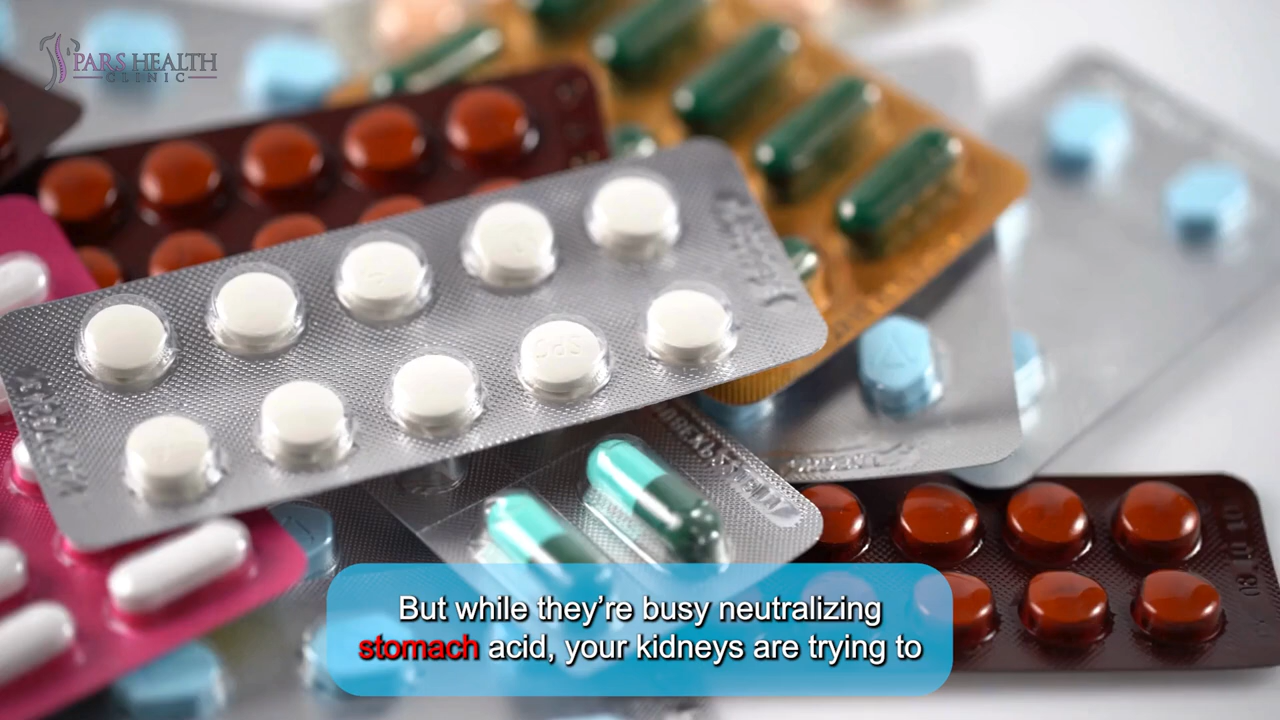 PARS HEALTH
CLINIC
But while they're busy neutralizing
stomach acid, your kidneys are trying to